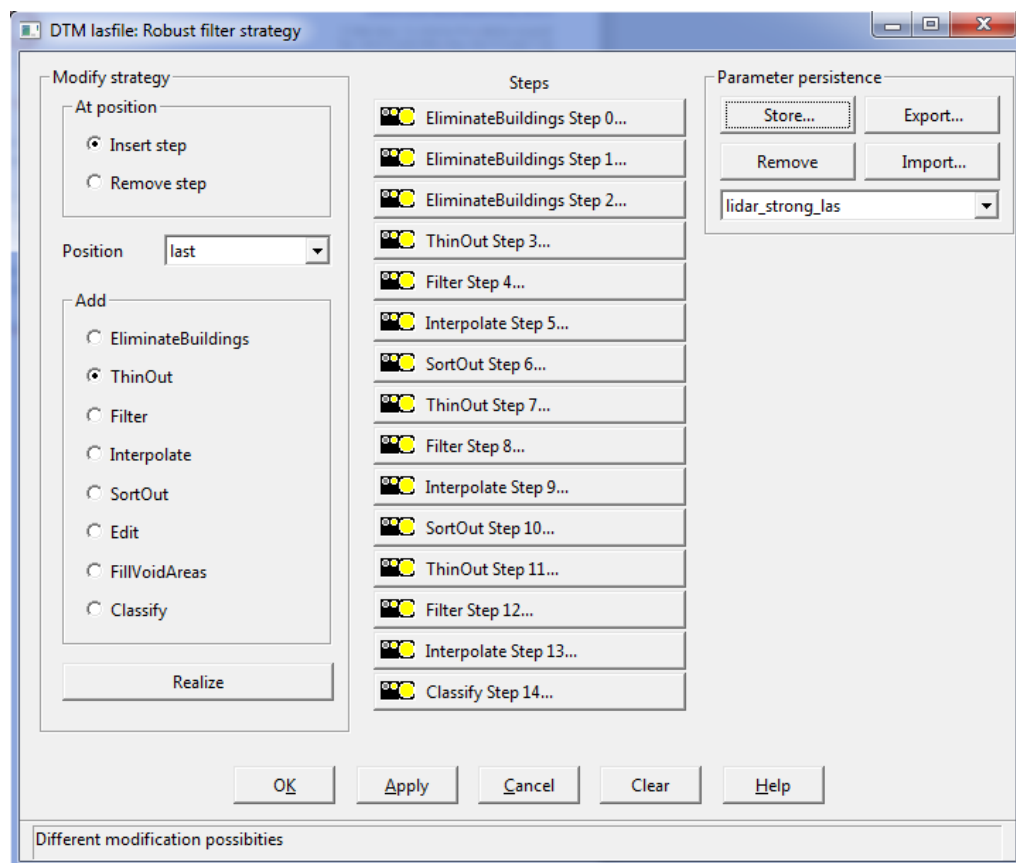 DTM lasfile: Robust filter strategy
Modify strategy
At position
Insert step
Remove step
Position
last
Add
EliminateBuildings
ThinOut
Filter
Interpolate
SortOut
Edit
FillVoidAreas
Classify
Realize
Steps
EliminateBuildings Step 0...
EliminateBuildings Step 1...
EliminateBuildings Step 2...
ThinOut Step 3...
Filter Step 4...
Interpolate Step 5...
SortOut Step 6...
ThinOut Step 7...
Filter Step 8...
Interpolate Step 9...
SortOut Step 10...
ThinOut Step 11...
Filter Step 12...
Interpolate Step 13...
Classify Step 14...
Parameter persistence
Store...
Export...
Remove
Import...
lidar_strong_las
OK
Apply
Cancel
Clear
Help
Different modification possibities